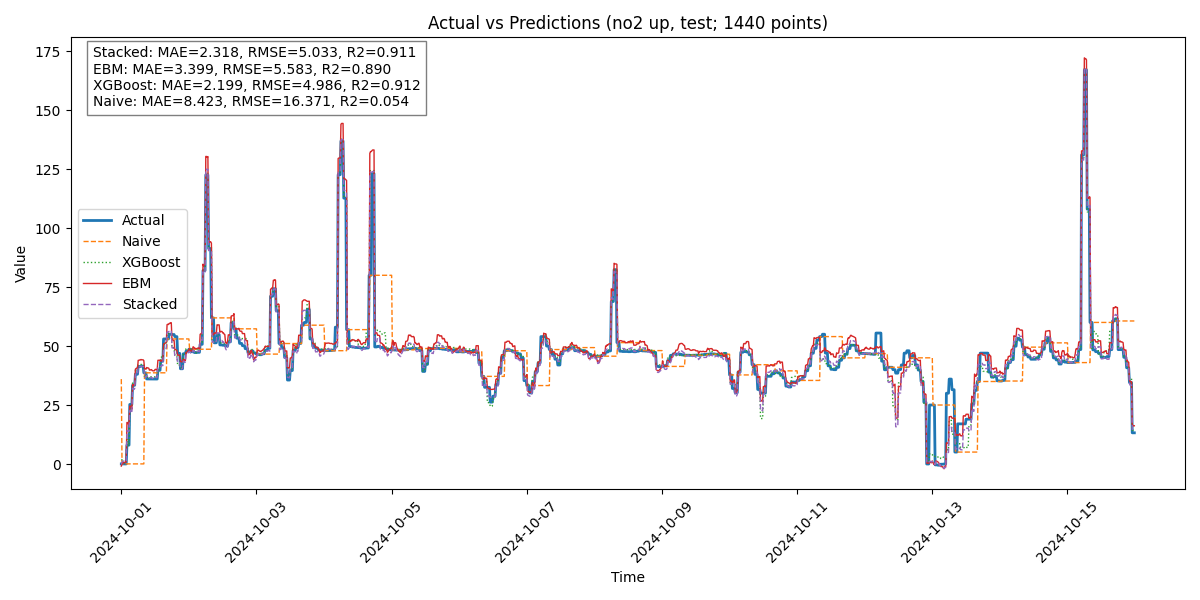 Actual vs Predictions (no2 up, test; 1440 points)
Stacked: MAE=2.318, RMSE=5.033, R2=0.911
EBM: MAE=3.399, RMSE=5.583, R2=0.890
XGBoost: MAE=2.199, RMSE=4.986, R2=0.912
Naive: MAE=8.423, RMSE=16.371, R2=0.054
Actual
Naive
XGBoost
EBM
Stacked
Value
175
150
125
100
75
50
25
0
2024-10-01
2024-10-03
2024-10-05
2024-10-07
2024-10-09
2024-10-11
2024-10-13
2024-10-15
Time